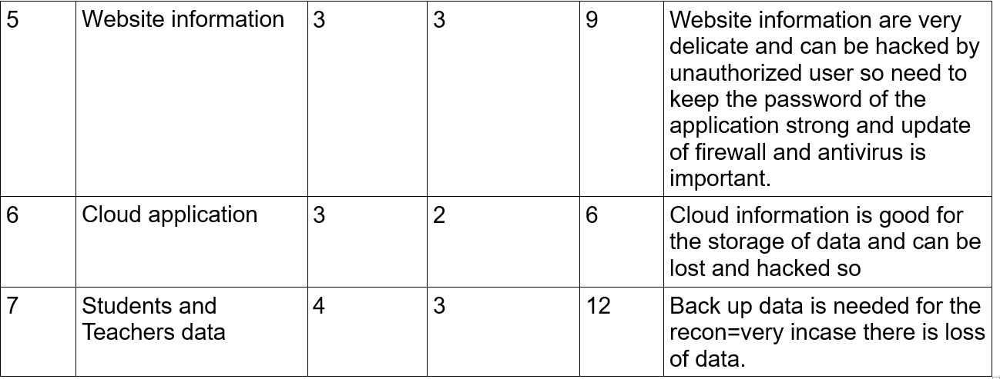 5 Website information 3 3 9 Website information are very
delicate and can be hacked by
unauthorized user so need to
keep the password of the
application strong and update
of firewall and antivirus is
important.
6 Cloud application 3 2 6 Cloud information is good for
the storage of data and can be
lost and hacked so
7 Students and 4 3 12 Back up data is needed for the
Teachers data recon=very incase there is loss
of data.